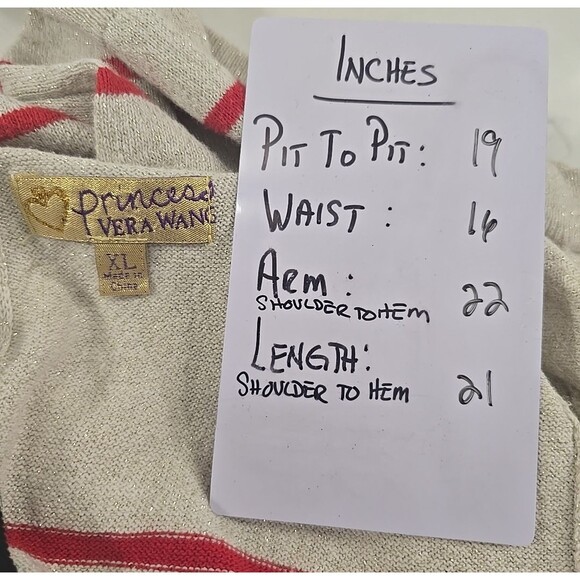 Princess
VERA WANG
XL
Made in
China
INCHES
PIT TO PIT: 19
WAIST: 16
ARM: 22
SHOULDER TO HEM
LENGTH: 21
SHOULDER TO HEM